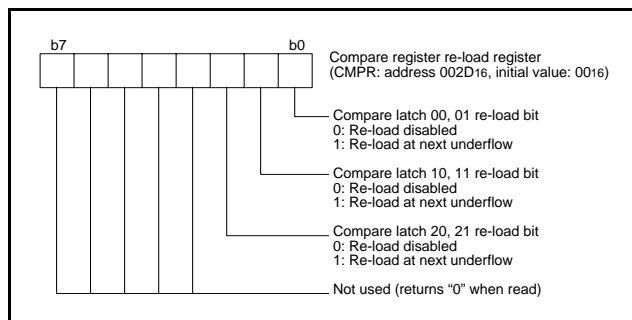 b7 b0
Compare register re-load register
(CMPR: address 002D16, initial value: 0016)
Compare latch 00, 01 re-load bit
0: Re-load disabled
1: Re-load at next underflow
Compare latch 10, 11 re-load bit
0: Re-load disabled
1: Re-load at next underflow
Compare latch 20, 21 re-load bit
0: Re-load disabled
1: Re-load at next underflow
Not used (returns “0” when read)